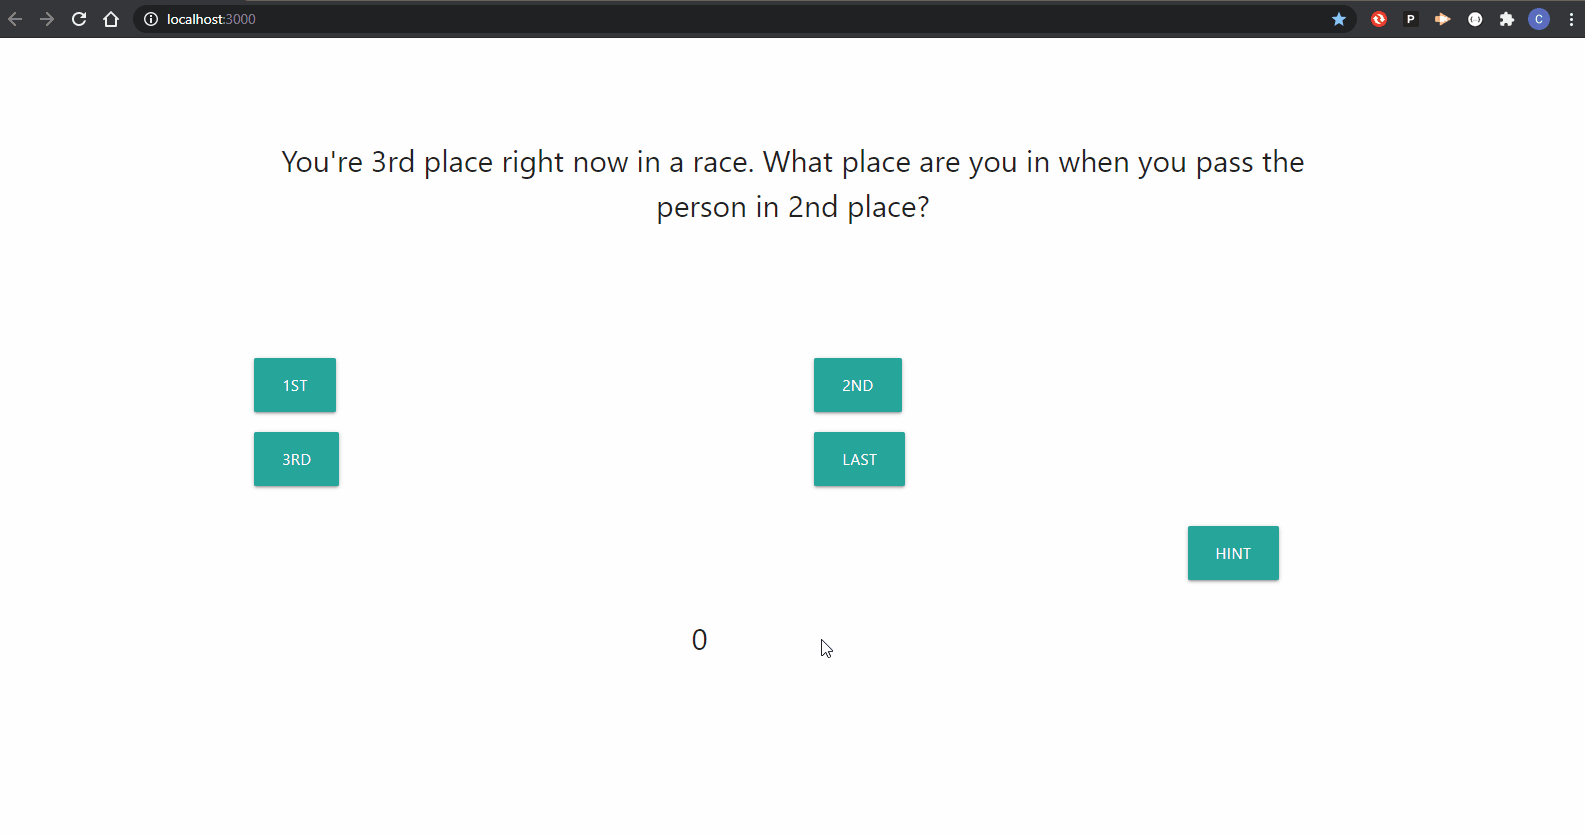 localhost:3000
P
C
You're 3rd place right now in a race. What place are you in when you pass the
person in 2nd place?
1ST
2ND
3RD
LAST
HINT
0